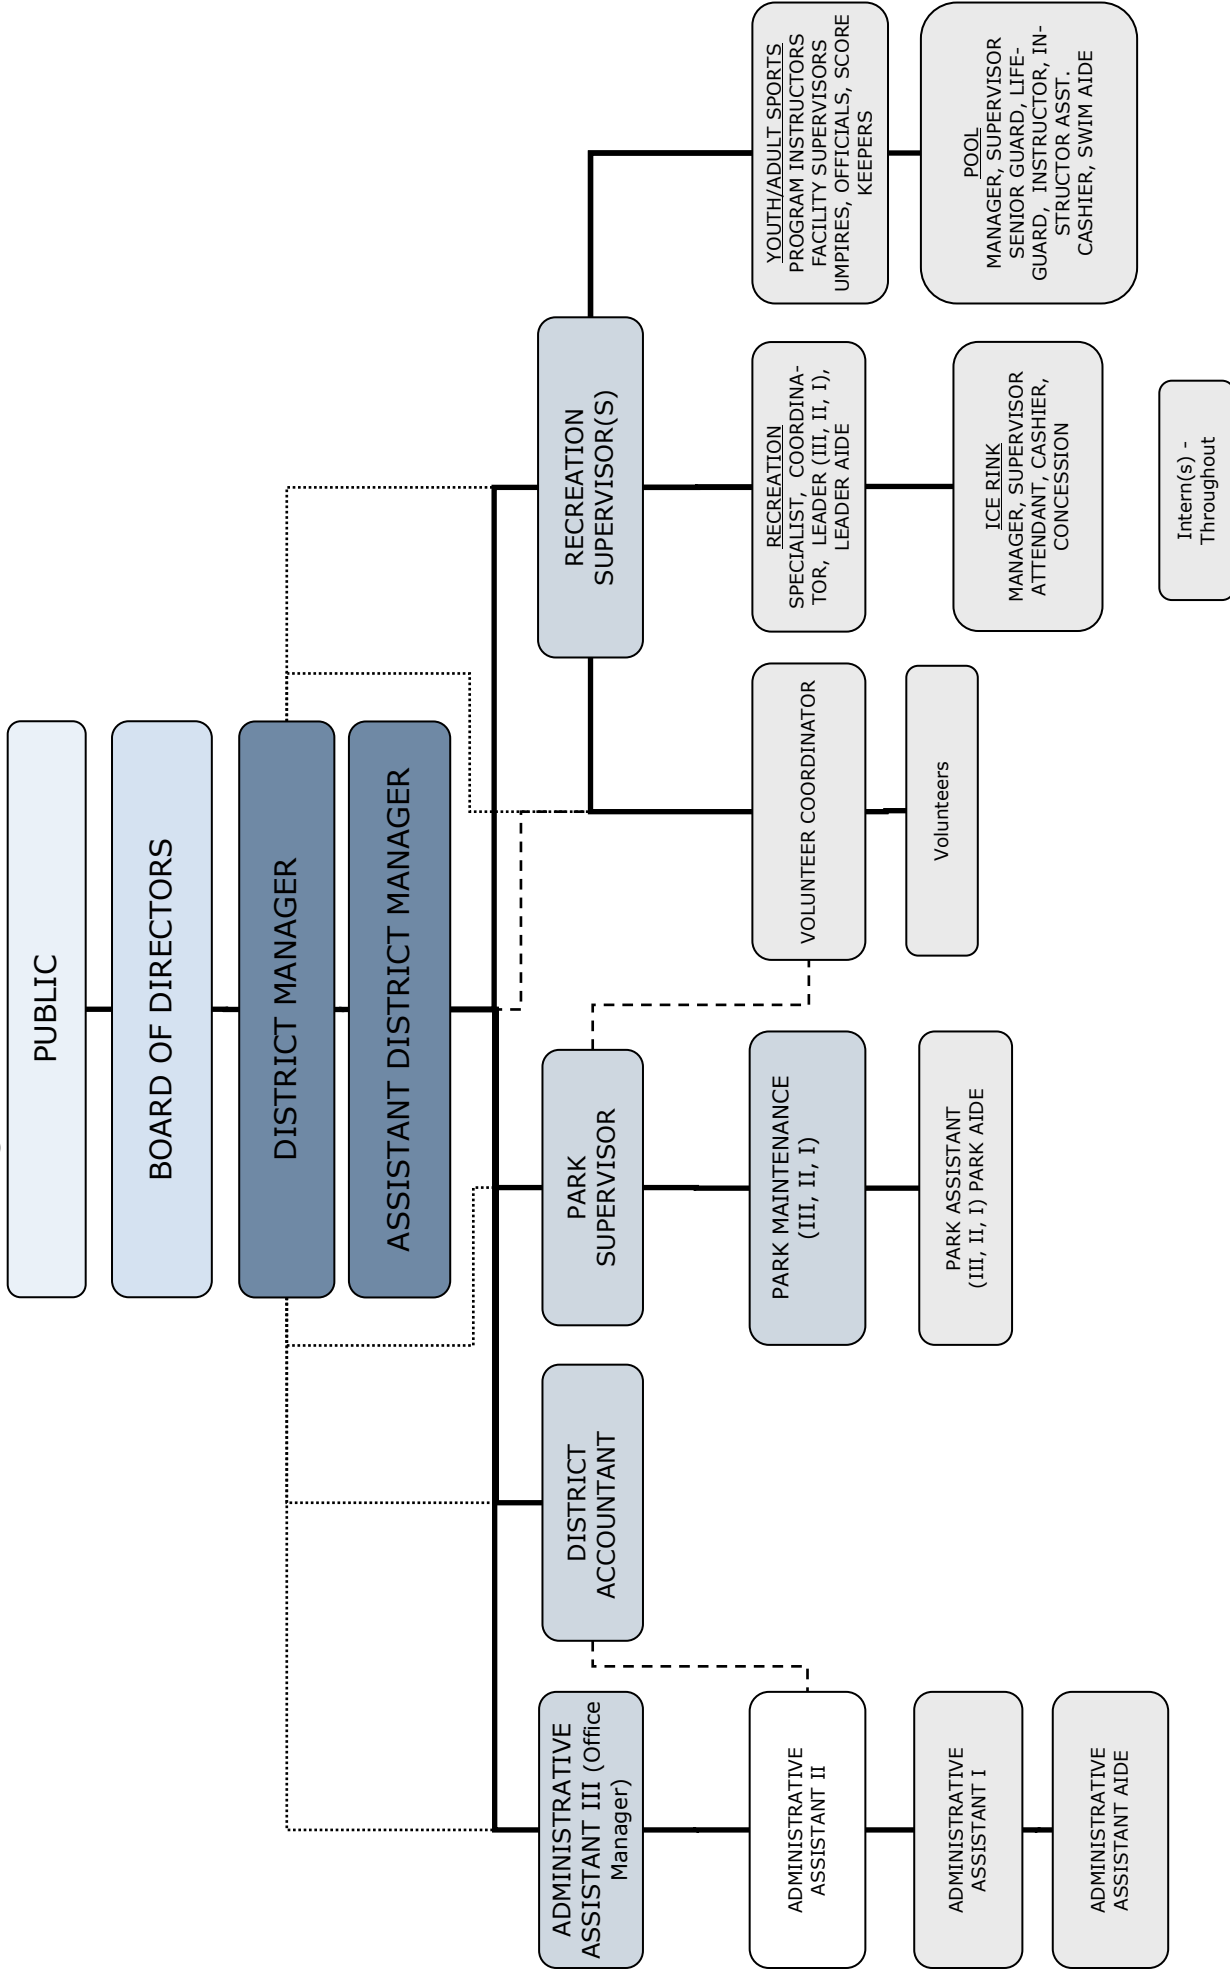 PUBLIC
BOARD OF DIRECTORS
DISTRICT MANAGER
ASSISTANT DISTRICT MANAGER
ADMINISTRATIVE
ASSISTANT III (Office
Manager)
DISTRICT
ACCOUNTANT
PARK
SUPERVISOR
RECREATION
SUPERVISOR(S)
ADMINISTRATIVE
ASSISTANT II
PARK MAINTENANCE
(III, II, I)
VOLUNTEER COORDINATOR
RECREATION
SPECIALIST, COORDINA-
TOR, LEADER (III, II, I),
LEADER AIDE
YOUTH/ADULT SPORTS
PROGRAM INSTRUCTORS
FACILITY SUPERVISORS
UMPIRES, OFFICIALS, SCORE
KEEPERS
ADMINISTRATIVE
ASSISTANT I
PARK ASSISTANT
(III, II, I) PARK AIDE
Volunteers
ICE RINK
MANAGER, SUPERVISOR
ATTENDANT, CASHIER,
CONCESSION
POOL
MANAGER, SUPERVISOR
SENIOR GUARD, LIFE-
GUARD, INSTRUCTOR, IN-
STRUCTOR ASST.
CASHIER, SWIM AIDE
ADMINISTRATIVE
ASSISTANT AIDE
Intern(s) -
Throughout